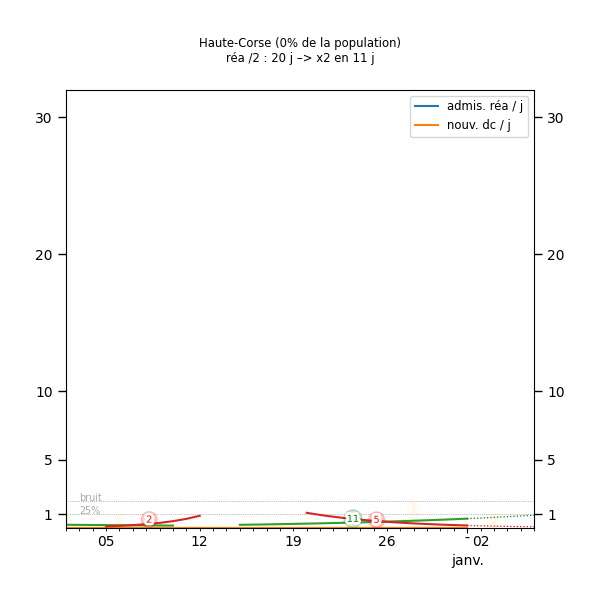 Haute-Corse (0% de la population)
réa /2 : 20 j –> x2 en 11 j
admis. réa / j
nouv. dc / j
30 30
20 20
10 10
5 5
bruit
25%
1 1
2 11 5
05 12 19 26 - 02
janv.